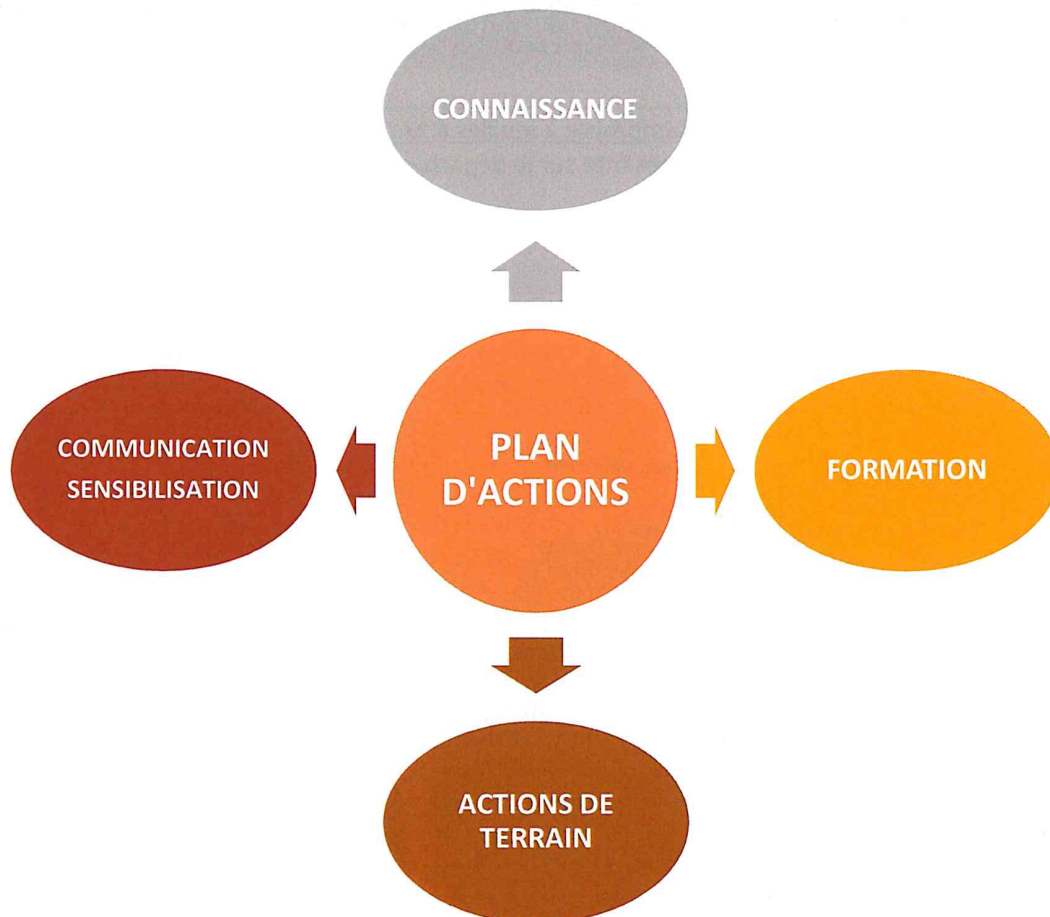 CONNAISSANCE
COMMUNICATION
SENSIBILISATION
PLAN
D'ACTIONS
FORMATION
ACTIONS DE
TERRAIN